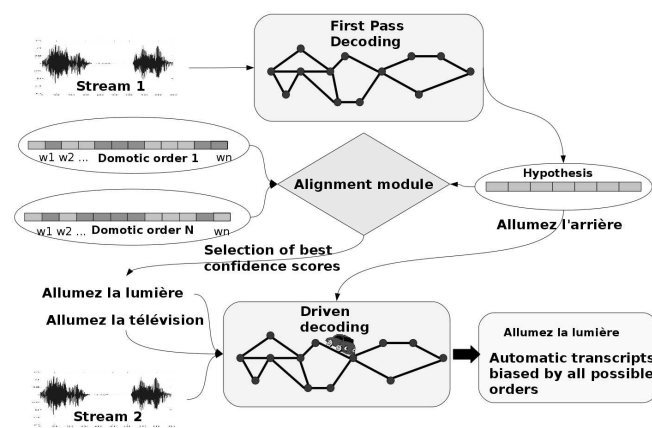 First Pass
Decoding
Stream 1
w1 w2 ... Domotic order 1 wn
Alignment module
Hypothesis
w1 w2 ... Domotic order N wn
Allumez l'arrière
Selection of best
confidence scores
Allumez la lumière
Allumez la télévision
Driven
decoding
Allumez la lumière
Automatic transcripts
biased by all possible
orders
Stream 2